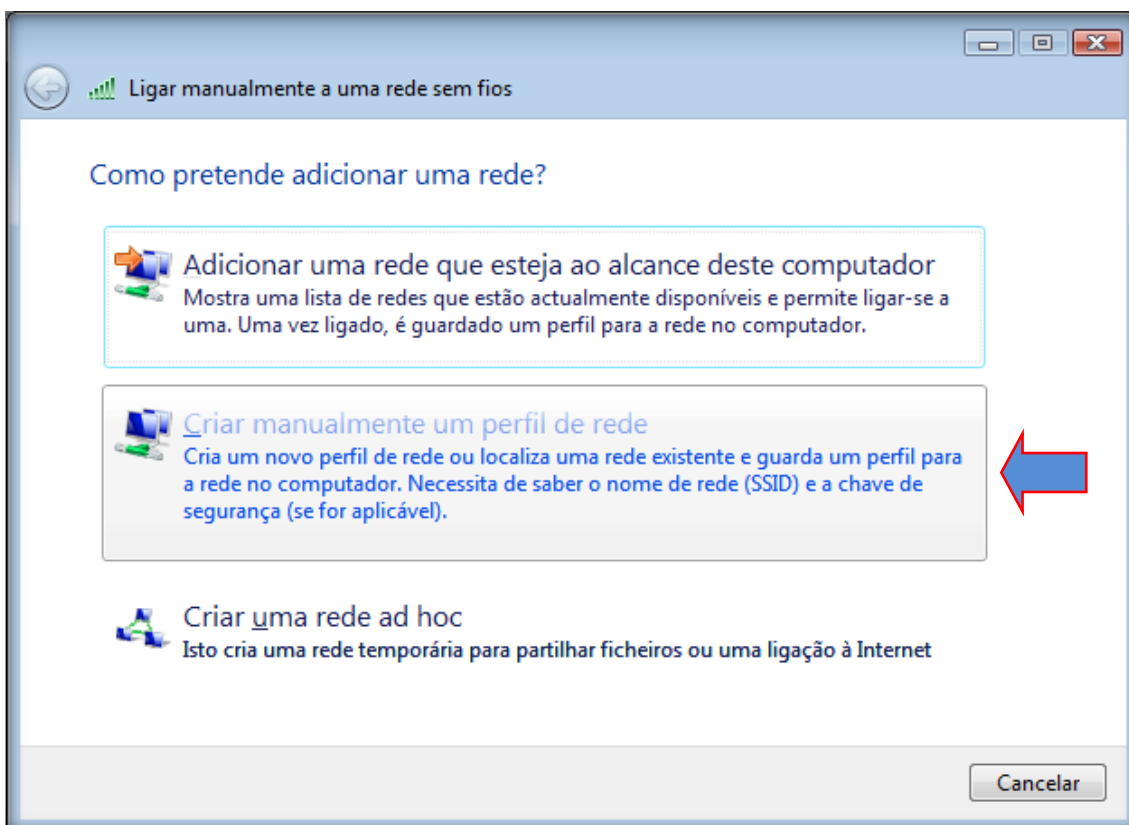 Ligar manualmente a uma rede sem fios
Como pretende adicionar uma rede?
Adicionar uma rede que esteja ao alcance deste computador
Mostra uma lista de redes que estão actualmente disponíveis e permite ligar-se a
uma. Uma vez ligado, é guardado um perfil para a rede no computador.
Criar manualmente um perfil de rede
Cria um novo perfil de rede ou localiza uma rede existente e guarda um perfil para
a rede no computador. Necessita de saber o nome de rede (SSID) e a chave de
segurança (se for aplicável).
Criar uma rede ad hoc
Isto cria uma rede temporária para partilhar ficheiros ou uma ligação à Internet
Cancelar